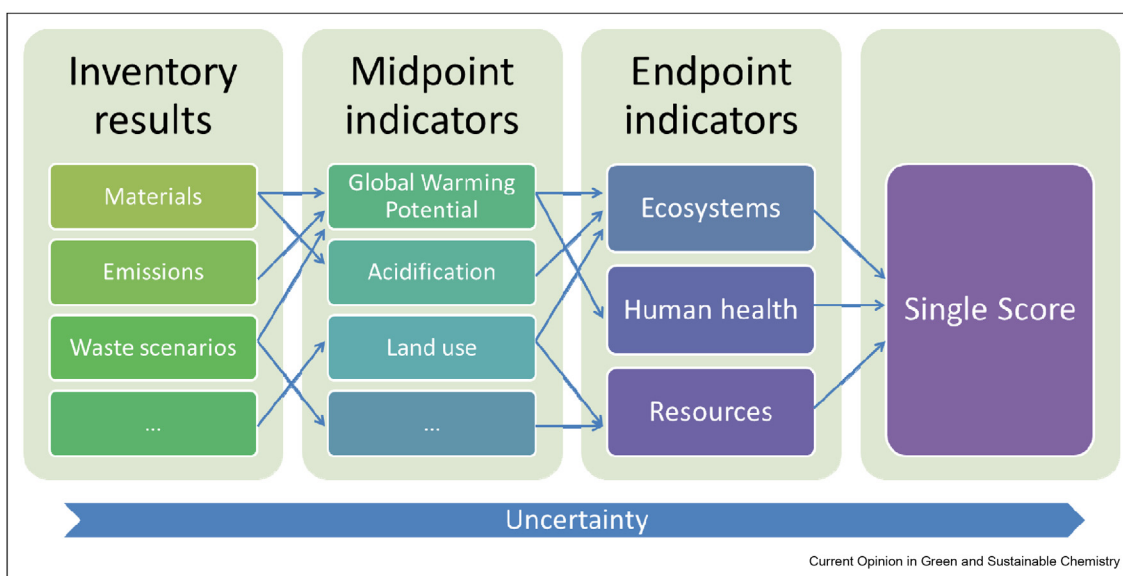 Inventory
results
Materials
Emissions
Waste scenarios
...
Midpoint
indicators
Global Warming
Potential
Acidification
Land use
...
Endpoint
indicators
Ecosystems
Human health
Resources
Single Score
Uncertainty
Current Opinion in Green and Sustainable Chemistry